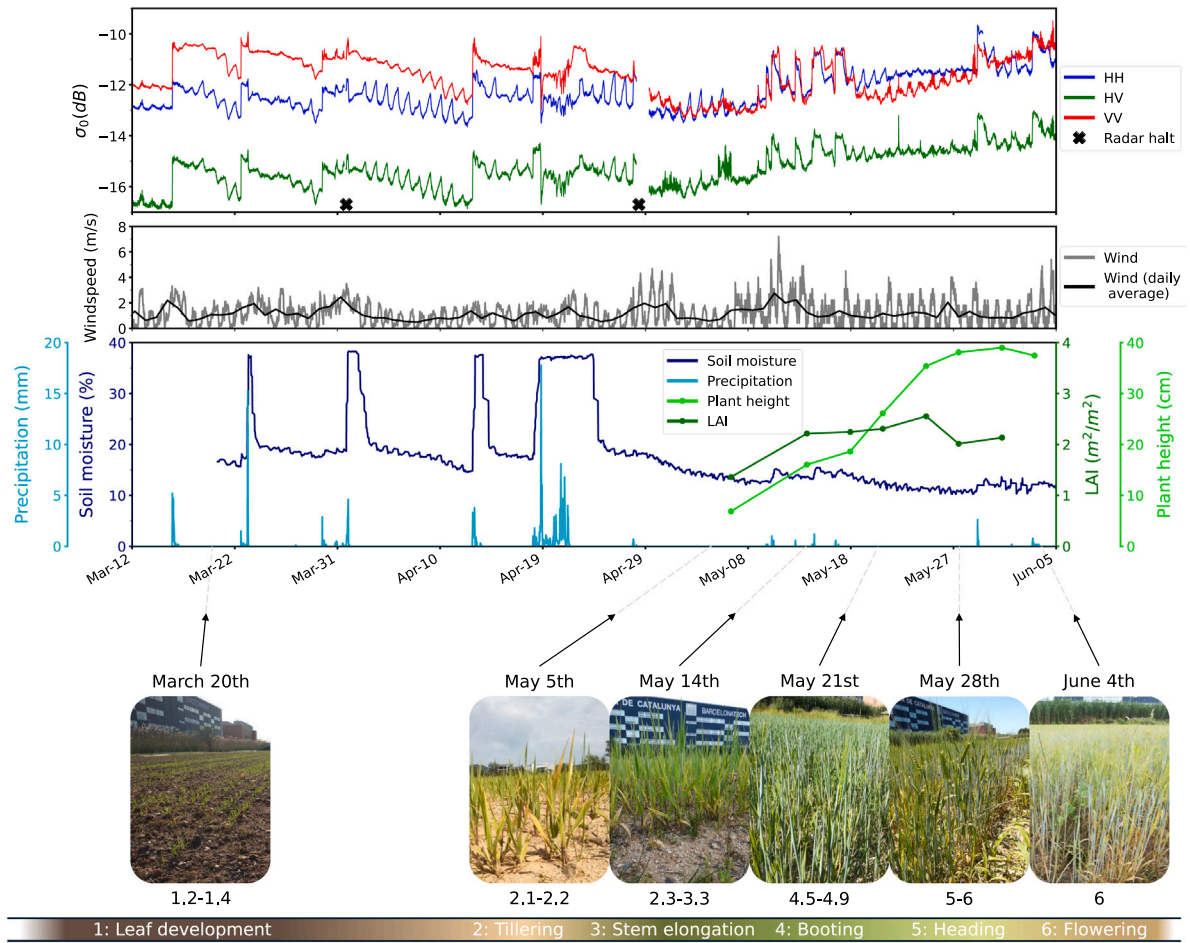 −10
−12
−14
−16
σ0(dB)
HH
HV
VV
Radar halt
8
6
4
2
0
Windspeed (m/s)
Wind
Wind (daily
average)
20
15
10
5
0
Precipitation (mm)
40
30
20
10
0
Soil moisture (%)
Soil moisture
Precipitation
Plant height
LAI
4
3
2
1
0
LAI (m²/m²)
40
30
20
10
0
Plant height (cm)
Mar-12
Mar-22
Mar-31
Apr-10
Apr-19
Apr-29
May-08
May-18
May-27
Jun-05
March 20th
May 5th
May 14th
May 21st
May 28th
June 4th
DE CATALUNYA
BARCELONATECH
DE CATALUNYA
1.2-1.4
2.1-2.2
2.3-3.3
4.5-4.9
5-6
6
1: Leaf development
2: Tillering
3: Stem elongation
4: Booting
5: Heading
6: Flowering